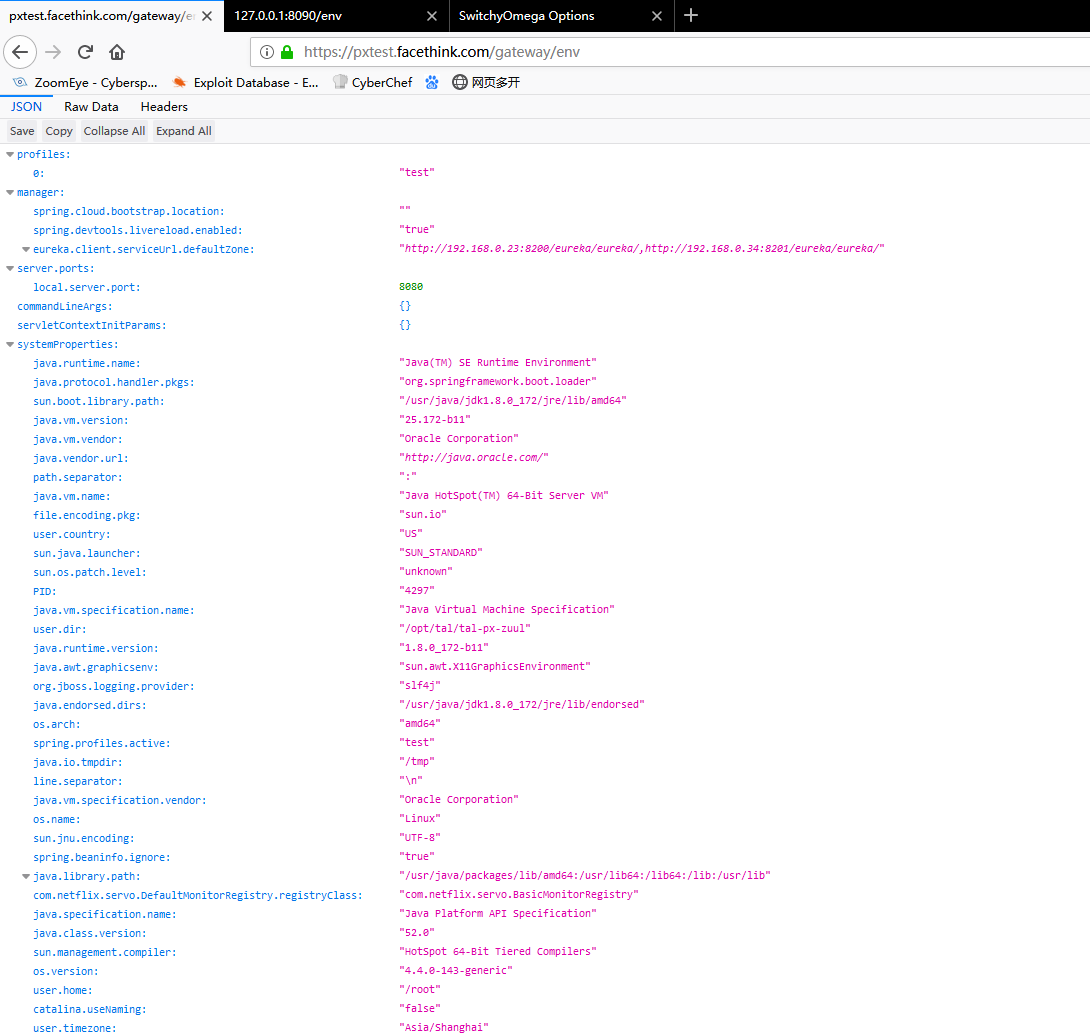 pxtest.facethink.com/gateway/en 127.0.0.1:8090/env SwitchyOmega Options
https://pxtest.facethink.com/gateway/env
ZoomEye - Cybersp... Exploit Database - E... CyberChef 网页多开
JSON Raw Data Headers
Save Copy Collapse All Expand All
profiles:
0: "test"
manager:
spring.cloud.bootstrap.location: ""
spring.devtools.livereload.enabled: "true"
eureka.client.serviceUrl.defaultZone: "http://192.168.0.23:8200/eureka/eureka/,http://192.168.0.34:8201/eureka/eureka/"
server.ports:
local.server.port: 8080
commandLineArgs: {}
servletContextInitParams: {}
systemProperties:
java.runtime.name: "Java(TM) SE Runtime Environment"
java.protocol.handler.pkgs: "org.springframework.boot.loader"
sun.boot.library.path: "/usr/java/jdk1.8.0_172/jre/lib/amd64"
java.vm.version: "25.172-b11"
java.vm.vendor: "Oracle Corporation"
java.vendor.url: "http://java.oracle.com/"
path.separator: ":"
java.vm.name: "Java HotSpot(TM) 64-Bit Server VM"
file.encoding.pkg: "sun.io"
user.country: "US"
sun.java.launcher: "SUN_STANDARD"
sun.os.patch.level: "unknown"
PID: "4297"
java.vm.specification.name: "Java Virtual Machine Specification"
user.dir: "/opt/tal/tal-px-zuul"
java.runtime.version: "1.8.0_172-b11"
java.awt.graphicsenv: "sun.awt.X11GraphicsEnvironment"
org.jboss.logging.provider: "slf4j"
java.endorsed.dirs: "/usr/java/jdk1.8.0_172/jre/lib/endorsed"
os.arch: "amd64"
spring.profiles.active: "test"
java.io.tmpdir: "/tmp"
line.separator: "\n"
java.vm.specification.vendor: "Oracle Corporation"
os.name: "Linux"
sun.jnu.encoding: "UTF-8"
spring.beaninfo.ignore: "true"
java.library.path: "/usr/java/packages/lib/amd64:/usr/lib64:/lib64:/lib:/usr/lib"
com.netflix.servo.DefaultMonitorRegistry.registryClass: "com.netflix.servo.BasicMonitorRegistry"
java.specification.name: "Java Platform API Specification"
java.class.version: "52.0"
sun.management.compiler: "HotSpot 64-Bit Tiered Compilers"
os.version: "4.4.0-143-generic"
user.home: "/root"
catalina.useNaming: "false"
user.timezone: "Asia/Shanghai"